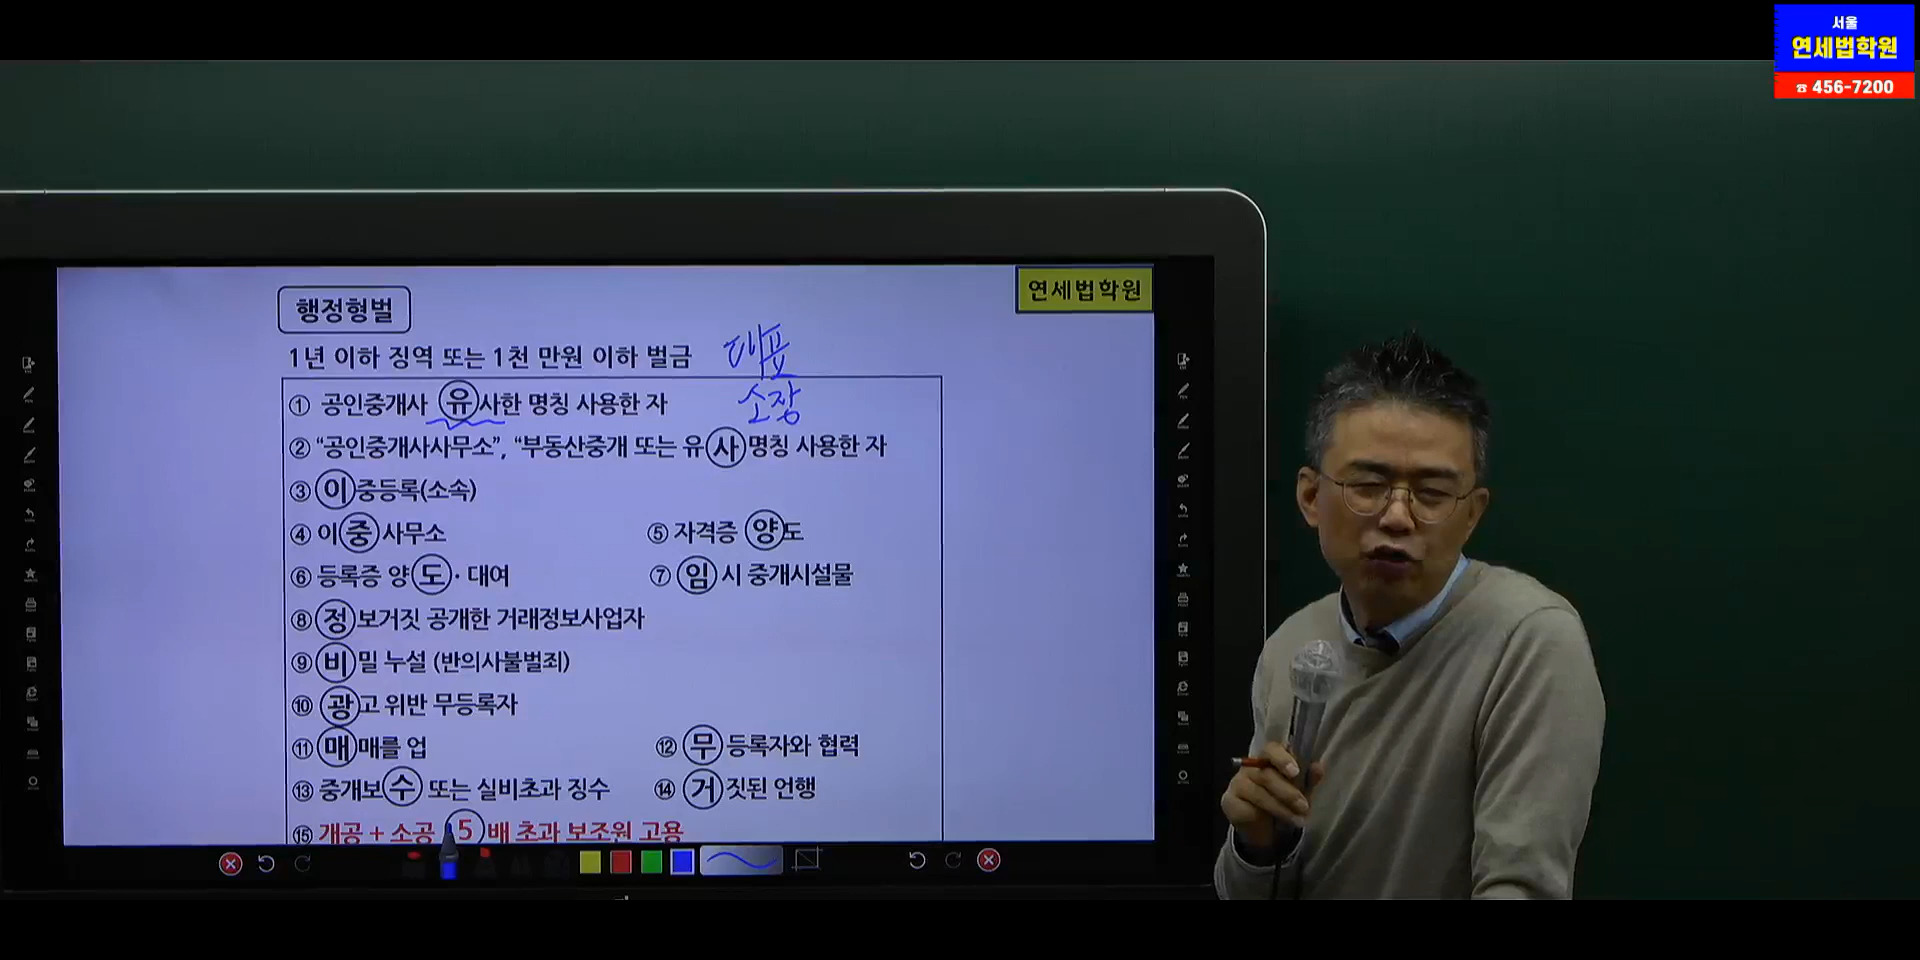 서울
연세법학원
☎ 456-7200
연세법학원
행정형벌
1년 이하 징역 또는 1천 만원 이하 벌금
대표
소장
① 공인중개사 유사한 명칭 사용한 자
② “공인중개사사무소”, “부동산중개 또는 유사명칭 사용한 자
③ 이중등록(소속)
④ 이중사무소
⑤ 자격증 양도
⑥ 등록증 양도·대여
⑦ 임시 중개시설물
⑧ 정보거짓 공개한 거래정보사업자
⑨ 비밀 누설 (반의사불벌죄)
⑩ 광고 위반 무등록자
⑪ 매매를 업
⑫ 무등록자와 협력
⑬ 중개보수 또는 실비초과 징수
⑭ 거짓된 언행
⑮ 개공 + 소공 5배 초과 보조원 고용